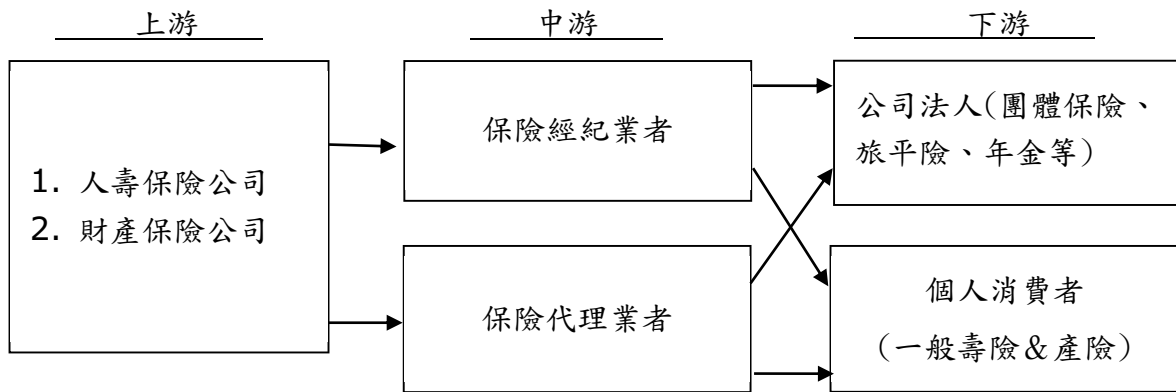 上游
中游
下游
1. 人壽保險公司
2. 財產保險公司
保險經紀業者
保險代理業者
公司法人(團體保險、
旅平險、年金等)
個人消費者
(一般壽險＆產險)